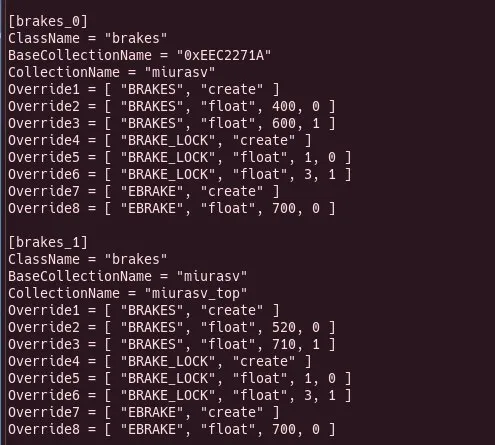 [brakes_0]
ClassName = "brakes"
BaseCollectionName = "0xEEC2271A"
CollectionName = "miurasv"
Override1 = [ "BRAKES", "create" ]
Override2 = [ "BRAKES", "float", 400, 0 ]
Override3 = [ "BRAKES", "float", 600, 1 ]
Override4 = [ "BRAKE_LOCK", "create" ]
Override5 = [ "BRAKE_LOCK", "float", 1, 0 ]
Override6 = [ "BRAKE_LOCK", "float", 3, 1 ]
Override7 = [ "EBRAKE", "create" ]
Override8 = [ "EBRAKE", "float", 700, 0 ]
[brakes_1]
ClassName = "brakes"
BaseCollectionName = "miurasv"
CollectionName = "miurasv_top"
Override1 = [ "BRAKES", "create" ]
Override2 = [ "BRAKES", "float", 520, 0 ]
Override3 = [ "BRAKES", "float", 710, 1 ]
Override4 = [ "BRAKE_LOCK", "create" ]
Override5 = [ "BRAKE_LOCK", "float", 1, 0 ]
Override6 = [ "BRAKE_LOCK", "float", 3, 1 ]
Override7 = [ "EBRAKE", "create" ]
Override8 = [ "EBRAKE", "float", 700, 0 ]